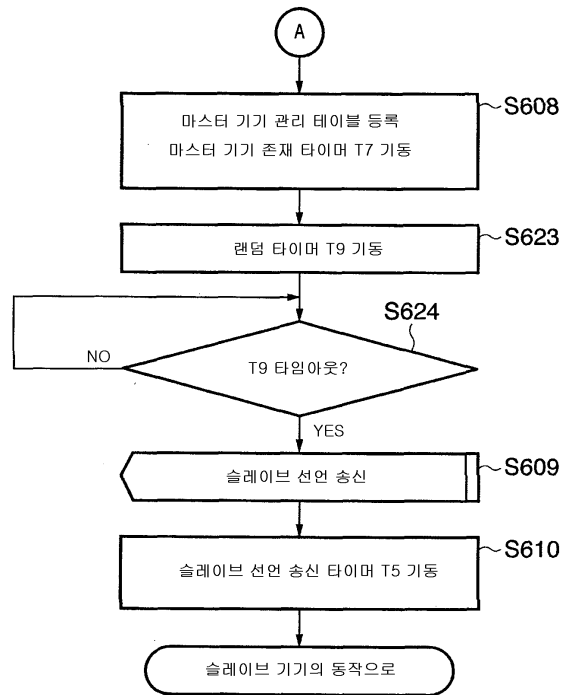 A
S608
마스터 기기 관리 테이블 등록
마스터 기기 존재 타이머 T7 기동
S623
랜덤 타이머 T9 기동
S624
T9 타임아웃?
NO
YES
S609
슬레이브 선언 송신
S610
슬레이브 선언 송신 타이머 T5 기동
슬레이브 기기의 동작으로